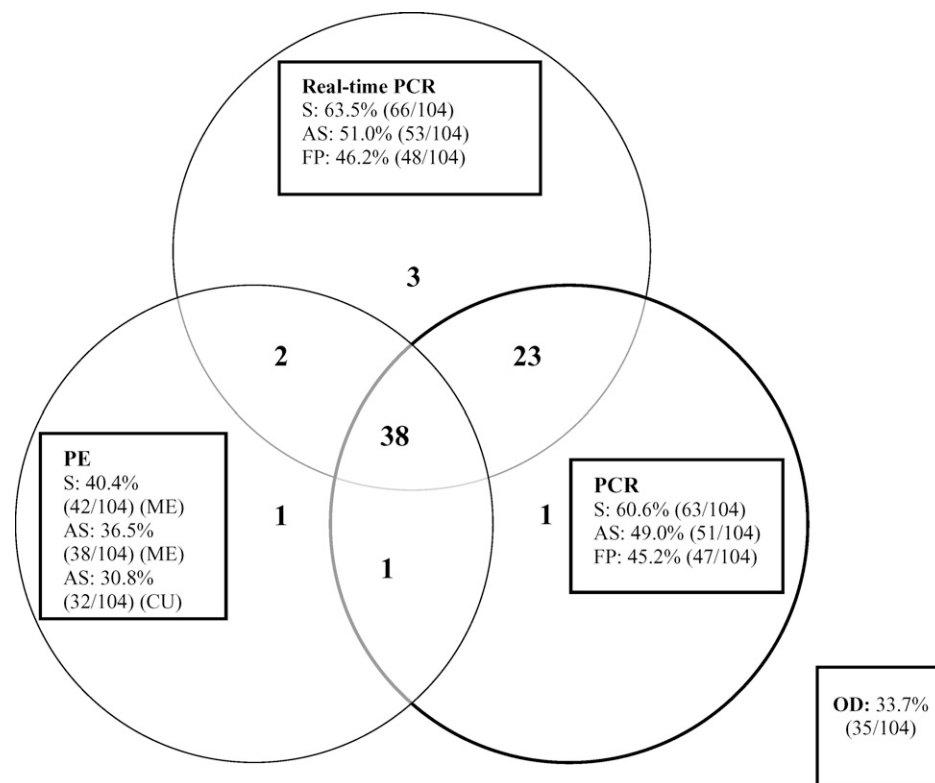 Real-time PCR
S: 63.5% (66/104)
AS: 51.0% (53/104)
FP: 46.2% (48/104)
3
2
23
38
PE
S: 40.4%
(42/104) (ME)
AS: 36.5%
(38/104) (ME)
AS: 30.8%
(32/104) (CU)
1
1
1
PCR
S: 60.6% (63/104)
AS: 49.0% (51/104)
FP: 45.2% (47/104)
OD: 33.7%
(35/104)